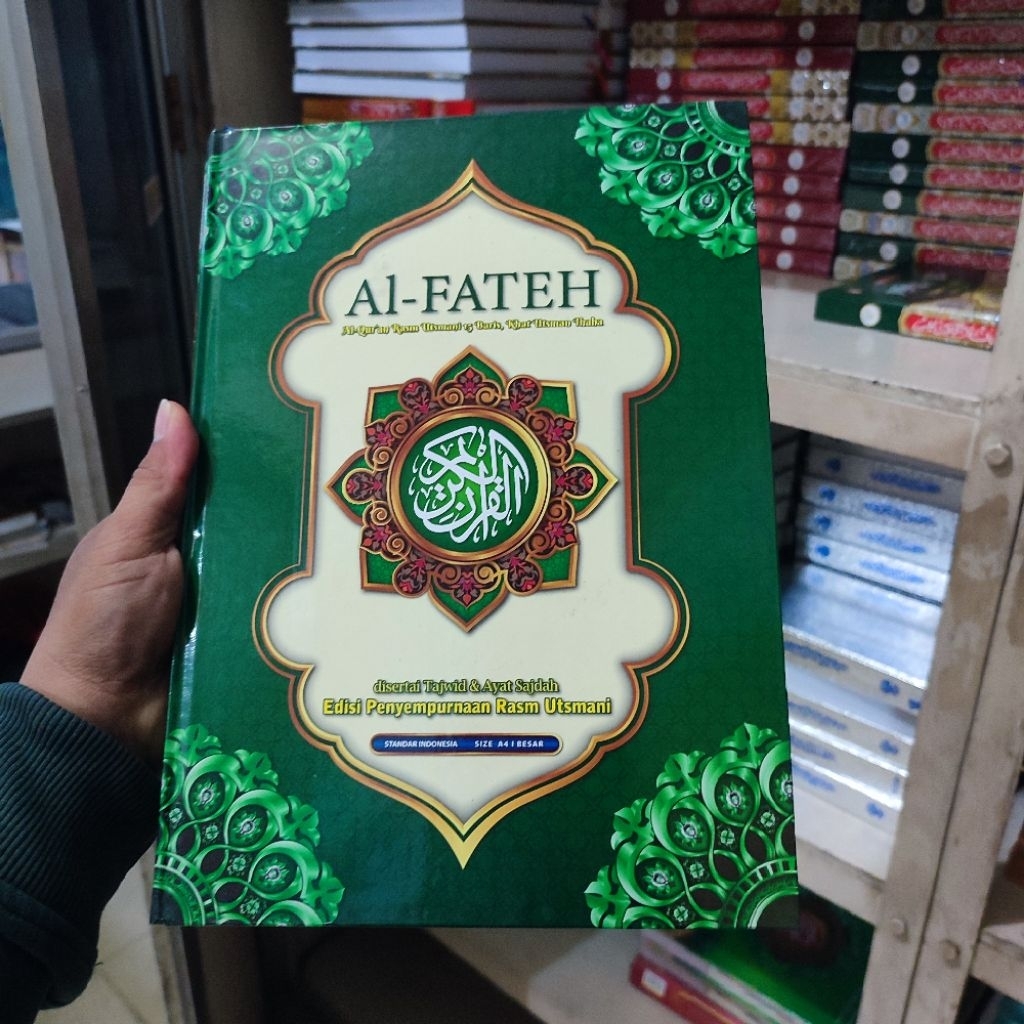 Al-FATEH
Al-Qur'an Rasm Utsmani 15 Baris, Khat Utsman Thaha
القرآن الكريم
disertai Tajwid & Ayat Sajdah
Edisi Penyempurnaan Rasm Utsmani
STANDAR INDONESIA SIZE A4 I BESAR